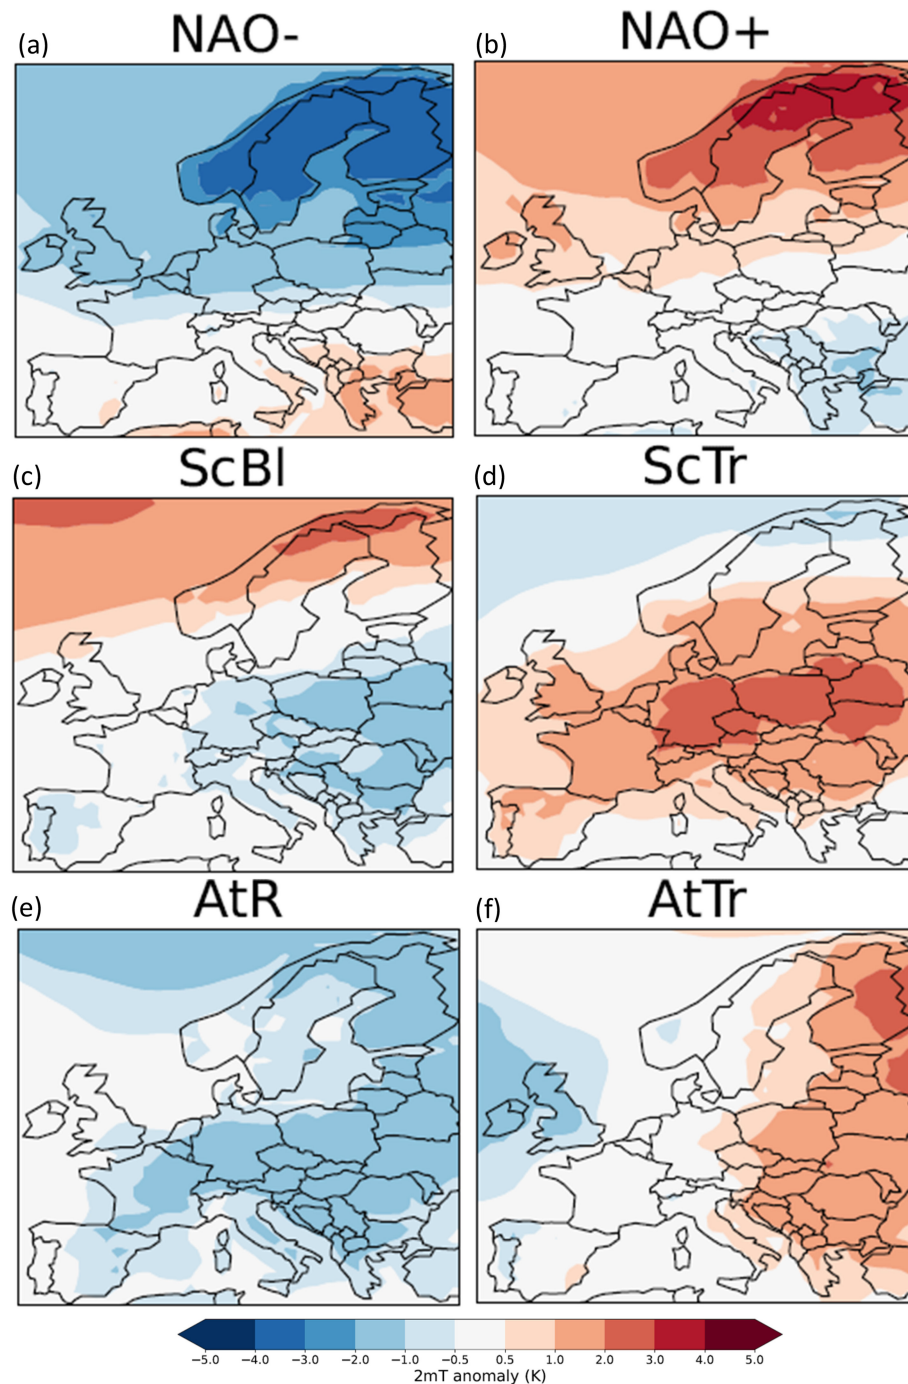 (a) NAO-
(b) NAO+
(c) ScBl
(d) ScTr
(e) AtR
(f) AtTr
−5.0 −4.0 −3.0 −2.0 −1.0 −0.5 0.5 1.0 2.0 3.0 4.0 5.0
2mT anomaly (K)